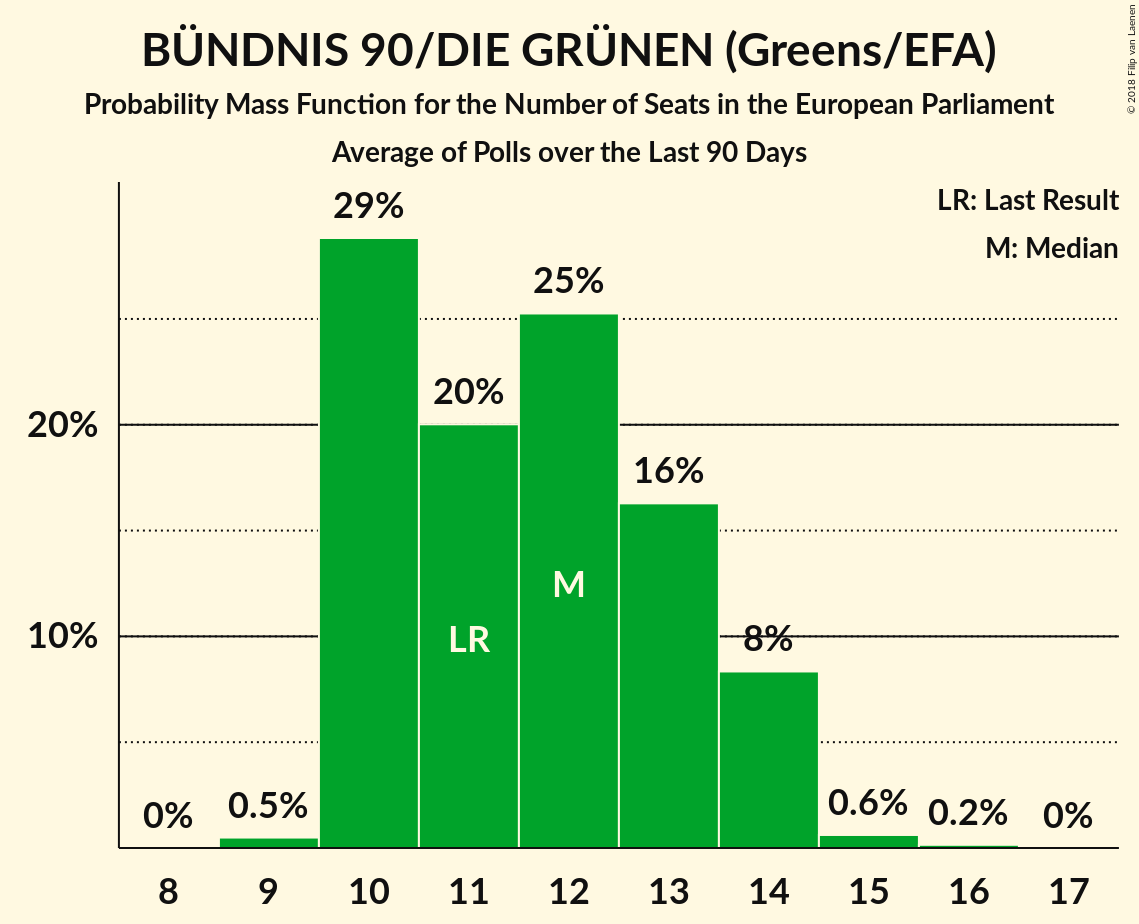 BÜNDNIS 90/DIE GRÜNEN (Greens/EFA)
Probability Mass Function for the Number of Seats in the European Parliament
Average of Polls over the Last 90 Days
© 2018 Filip van Laenen
LR: Last Result
M: Median
29%
25%
20%
20%
16%
M
LR
10%
8%
0%
0.5%
0.6%
0.2%
0%
8 9 10 11 12 13 14 15 16 17